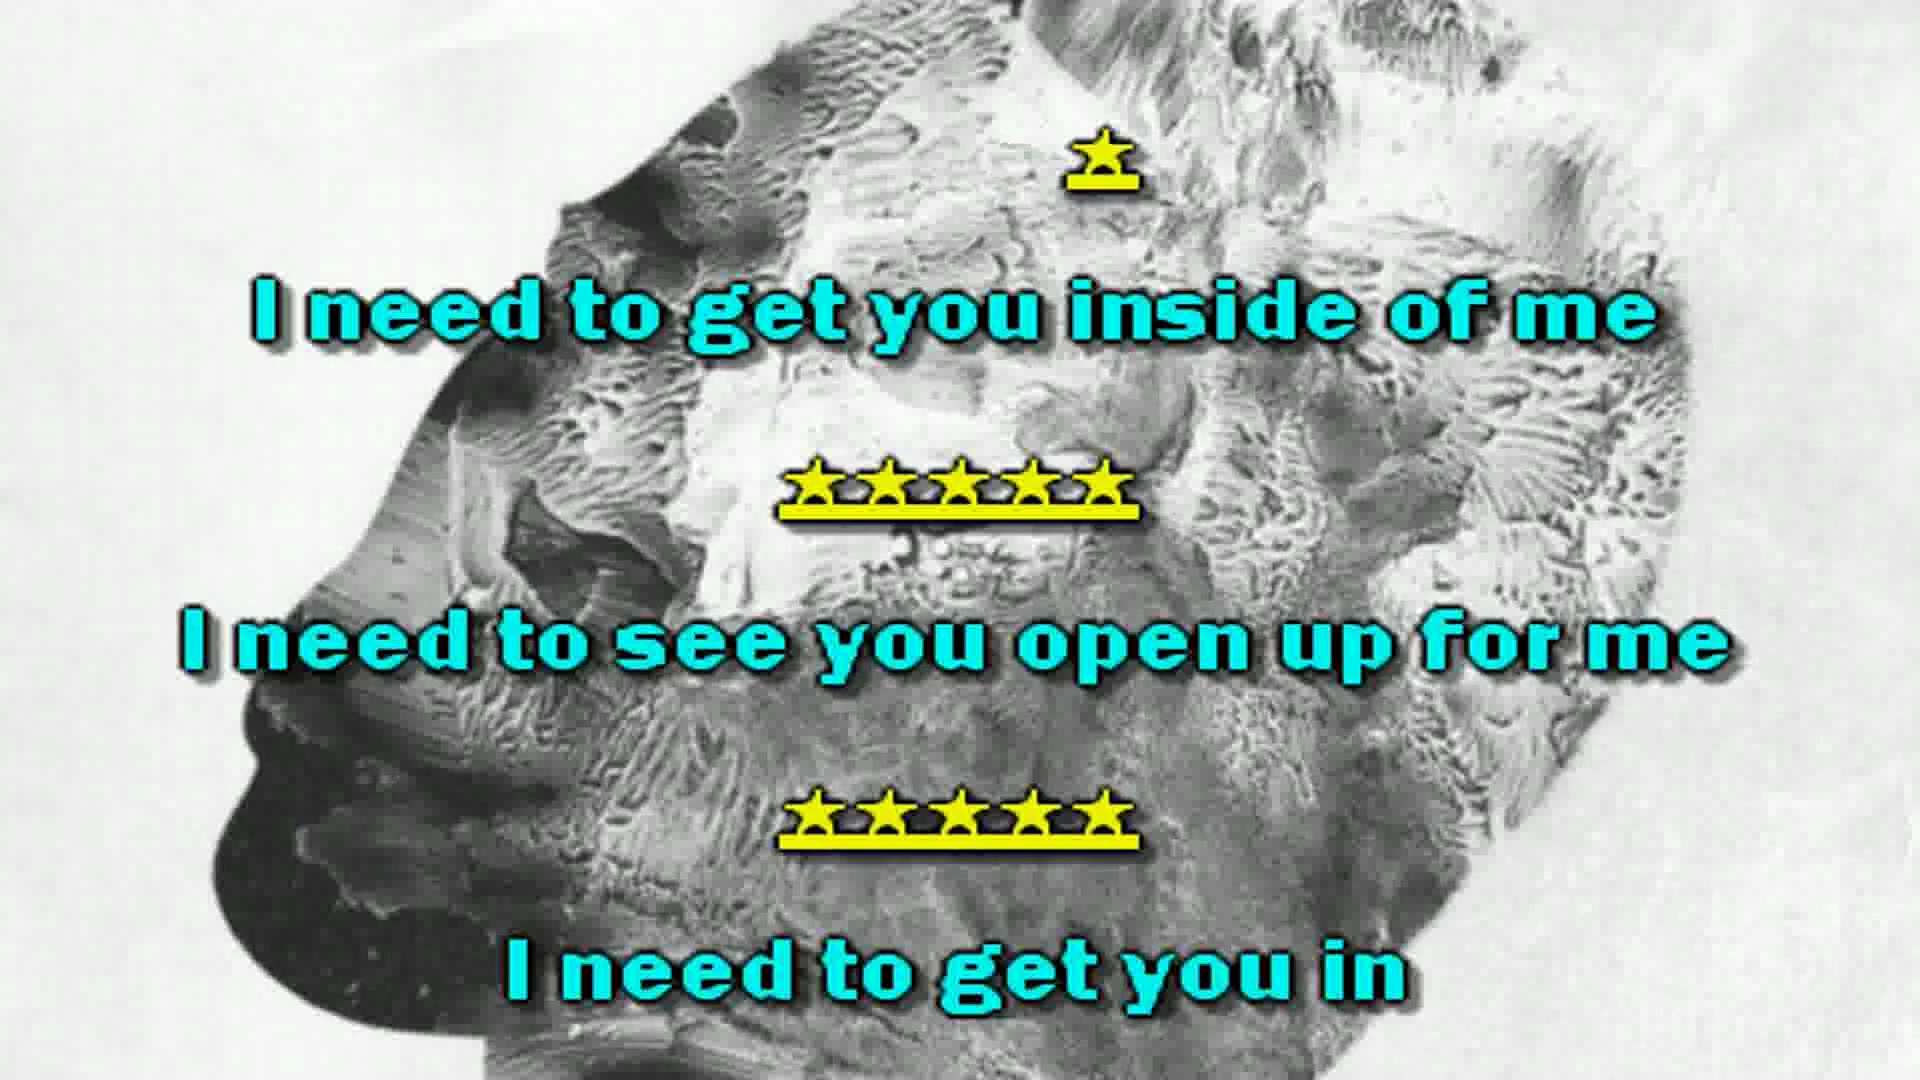 I need to get you inside of me
I need to see you open up for me
I need to get you in